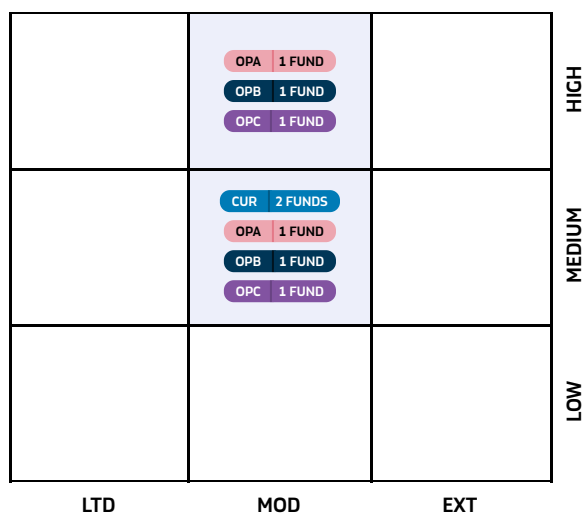 OPA 1 FUND
OPB 1 FUND
OPC 1 FUND
HIGH
CUR 2 FUNDS
OPA 1 FUND
OPB 1 FUND
OPC 1 FUND
MEDIUM
LOW
LTD MOD EXT